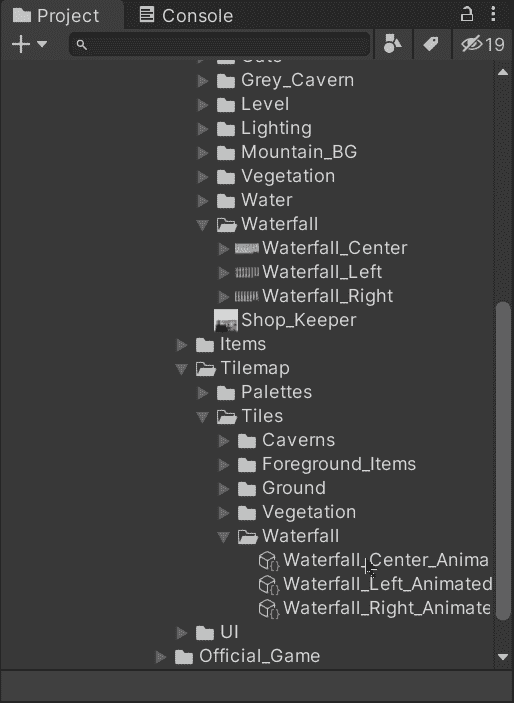 Project Console
19
Grey_Cavern
Level
Lighting
Mountain_BG
Vegetation
Water
Waterfall
Waterfall_Center
Waterfall_Left
Waterfall_Right
Shop_Keeper
Items
Tilemap
Palettes
Tiles
Caverns
Foreground_Items
Ground
Vegetation
Waterfall
Waterfall_Center_Anima
Waterfall_Left_Animated
Waterfall_Right_Animate
UI
Official_Game